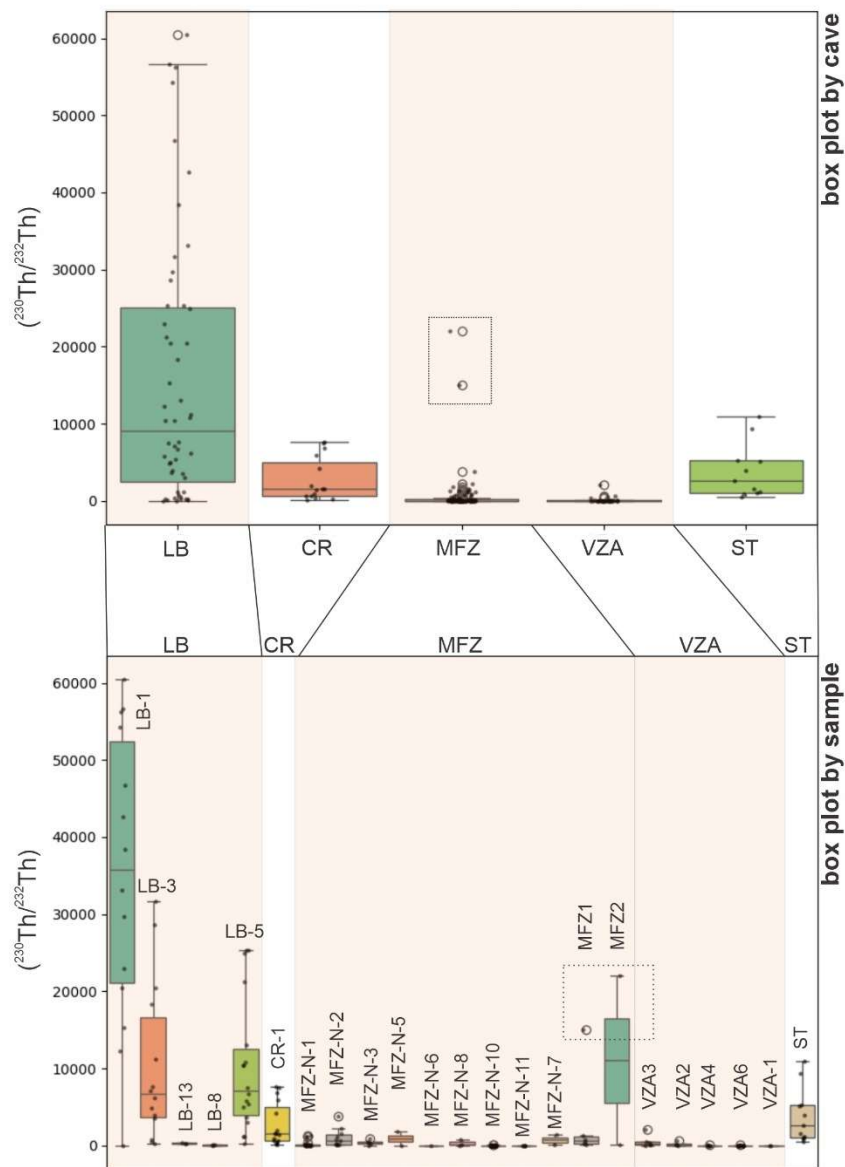 60000
50000
40000
30000
20000
10000
0
(²³⁰Th/²³²Th)
box plot by cave
LB CR MFZ VZA ST
LB CR MFZ VZA ST
60000
50000
40000
30000
20000
10000
0
(²³⁰Th/²³²Th)
box plot by sample
LB-1
LB-3
LB-13
LB-8
LB-5
CR-1
MFZ-N-1
MFZ-N-2
MFZ-N-3
MFZ-N-5
MFZ-N-6
MFZ-N-8
MFZ-N-10
MFZ-N-11
MFZ-N-7
MFZ1
MFZ2
VZA3
VZA2
VZA4
VZA6
VZA-1
ST